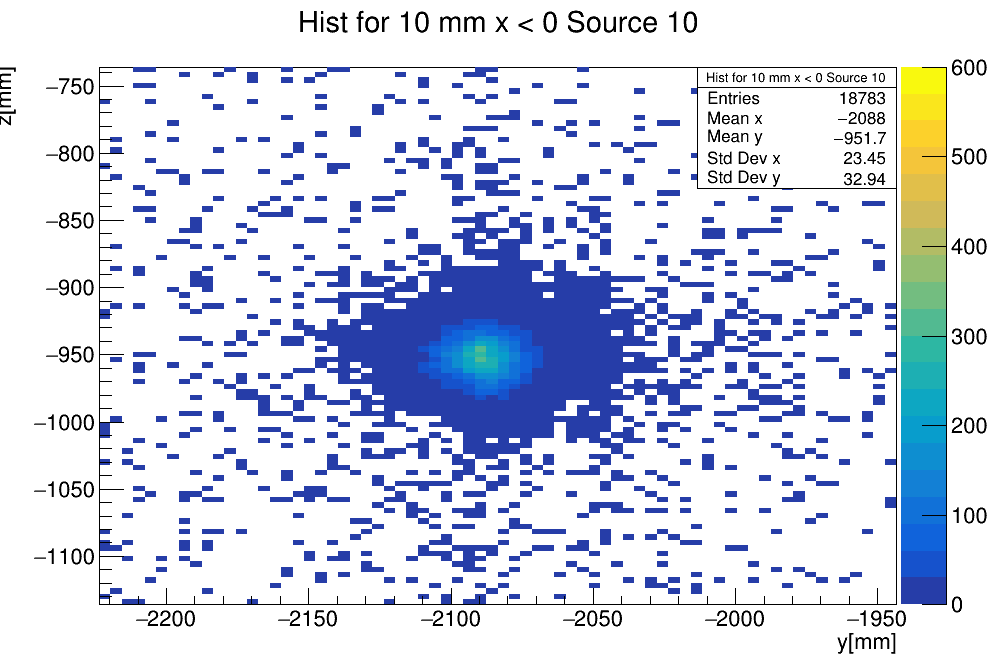 Hist for 10 mm x < 0 Source 10
z[mm]
−750
−800
−850
−900
−950
−1000
−1050
−1100
Hist for 10 mm x < 0 Source 10
Entries 18783
Mean x −2088
Mean y −951.7
Std Dev x 23.45
Std Dev y 32.94
600
500
400
300
200
100
0
−2200 −2150 −2100 −2050 −2000 −1950
y[mm]